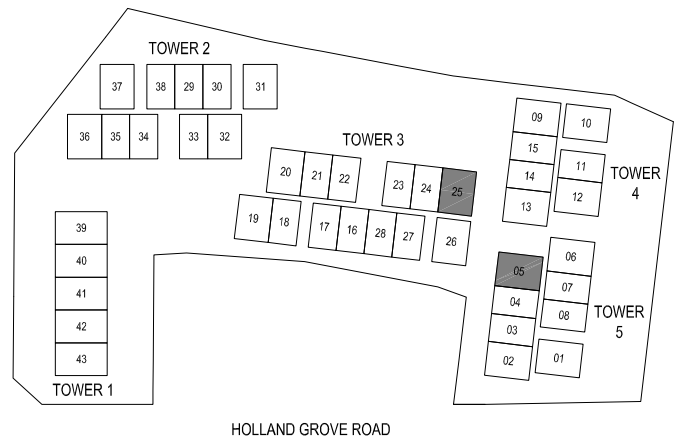 TOWER 2
37 38 29 30 31
36 35 34 33 32
TOWER 3
20 21 22 23 24 25
19 18 17 16 28 27 26
09 10
15
14 11
13 12
TOWER
4
39
40
41
42
43
TOWER 1
05 06
04 07
03 08
02 01
TOWER
5
HOLLAND GROVE ROAD